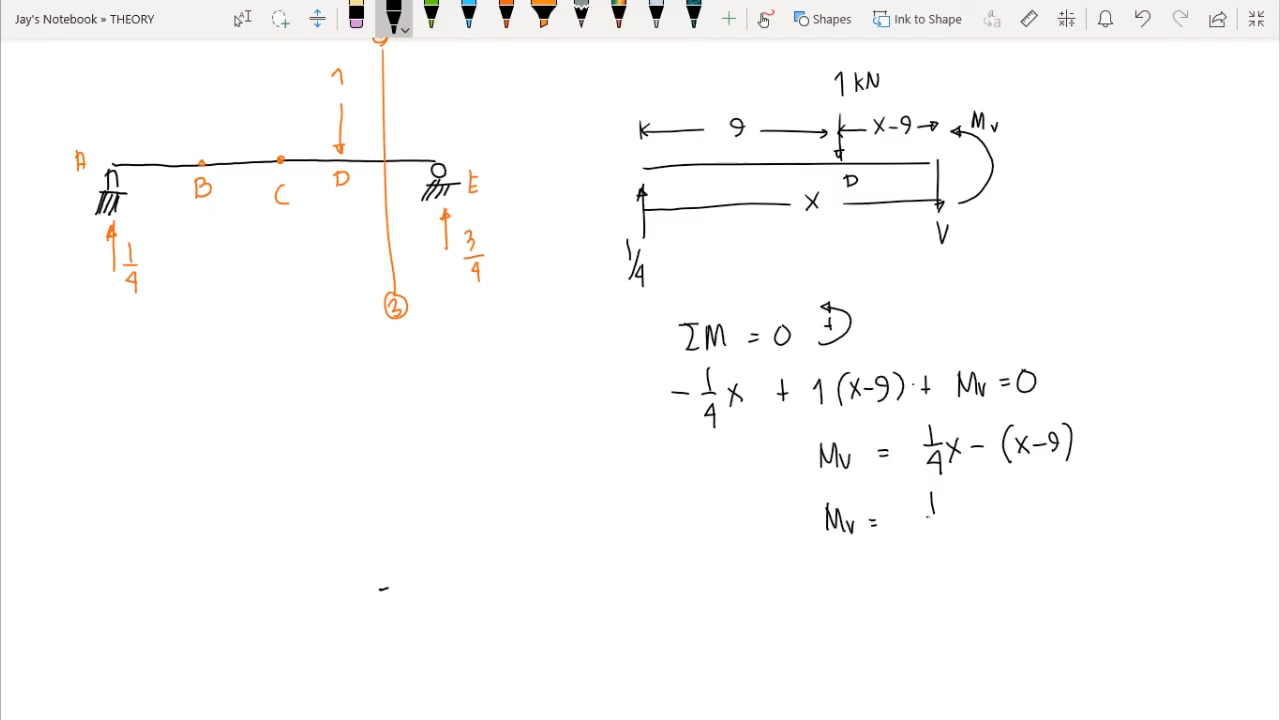 Jay's Notebook » THEORY
Shapes
Ink to Shape
1
A
B
C
D
E
1/4
3/4
3
1 kN
9
x-9
Mv
D
x
1/4
V
ΣM = 0 +
- 1/4 x + 1 (x-9) + Mv = 0
Mv = 1/4 x - (x-9)
Mv = 1
-